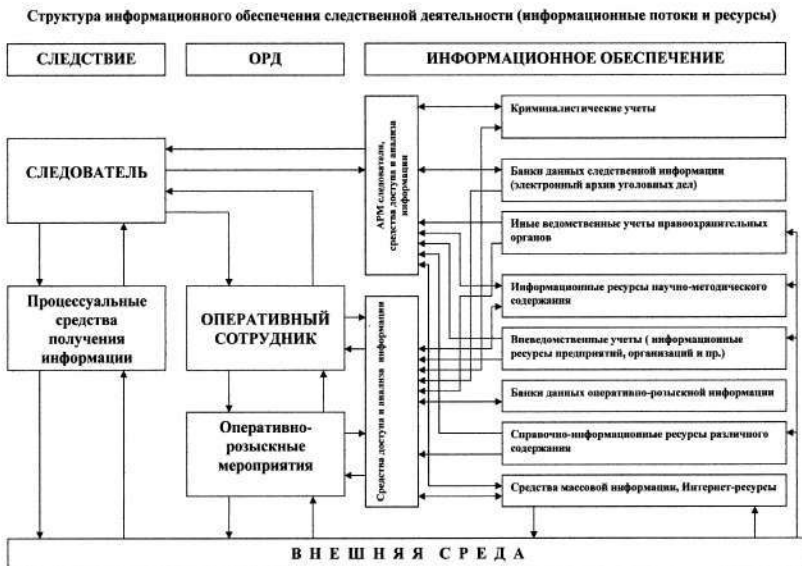 Структура информационного обеспечения следственной деятельности (информационные потоки и ресурсы)
СЛЕДСТВИЕ
ОРД
ИНФОРМАЦИОННОЕ ОБЕСПЕЧЕНИЕ
СЛЕДОВАТЕЛЬ
Процессуальные
средства
получения
информации
ОПЕРАТИВНЫЙ
СОТРУДНИК
Оперативно-
розыскные
мероприятия
АРМ следователя,
средства доступа и анализа
информации
Средства доступа и анализа информации
Криминалистические учеты
Банки данных следственной информации
(электронный архив уголовных дел)
Иные ведомственные учеты правоохранительных
органов
Информационные ресурсы научно-методического
содержания
Вневедомственные учеты ( информационные
ресурсы предприятий, организаций и пр.)
Банки данных оперативно-розыскной информации
Справочно-информационные ресурсы различного
содержания
Средства массовой информации, Интернет-ресурсы
ВНЕШНЯЯ СРЕДА